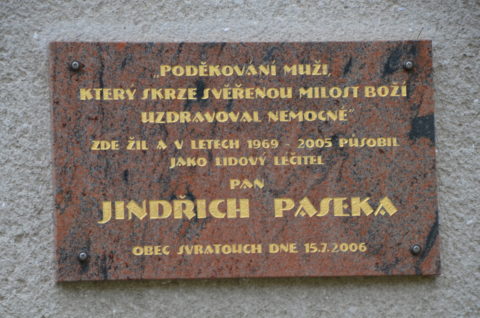 „PODĚKOVÁNÍ MUŽI,
KTERÝ SKRZE SVĚŘENOU MILOST BOŽÍ
UZDRAVOVAL NEMOCNÉ“
ZDE ŽIL A V LETECH 1969 - 2005 PŮSOBIL
JAKO LIDOVÝ LÉČITEL
PAN
JINDŘICH PASEKA
OBEC SVRATOUCH DNE 15.7.2006